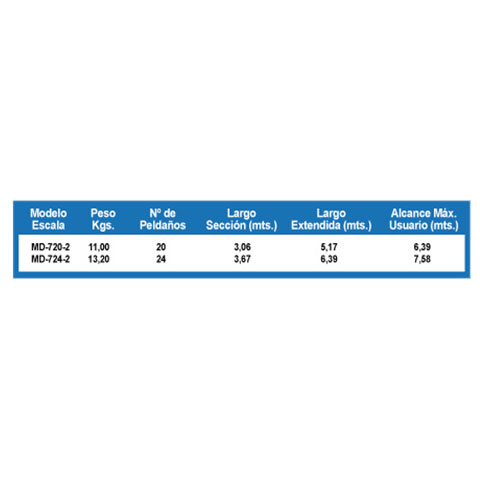 Modelo Peso Nº de Largo Largo Alcance Máx.
Escala Kgs. Peldaños Sección (mts.) Extendida (mts.) Usuario (mts.)
MD-720-2 11,00 20 3,06 5,17 6,39
MD-724-2 13,20 24 3,67 6,39 7,58